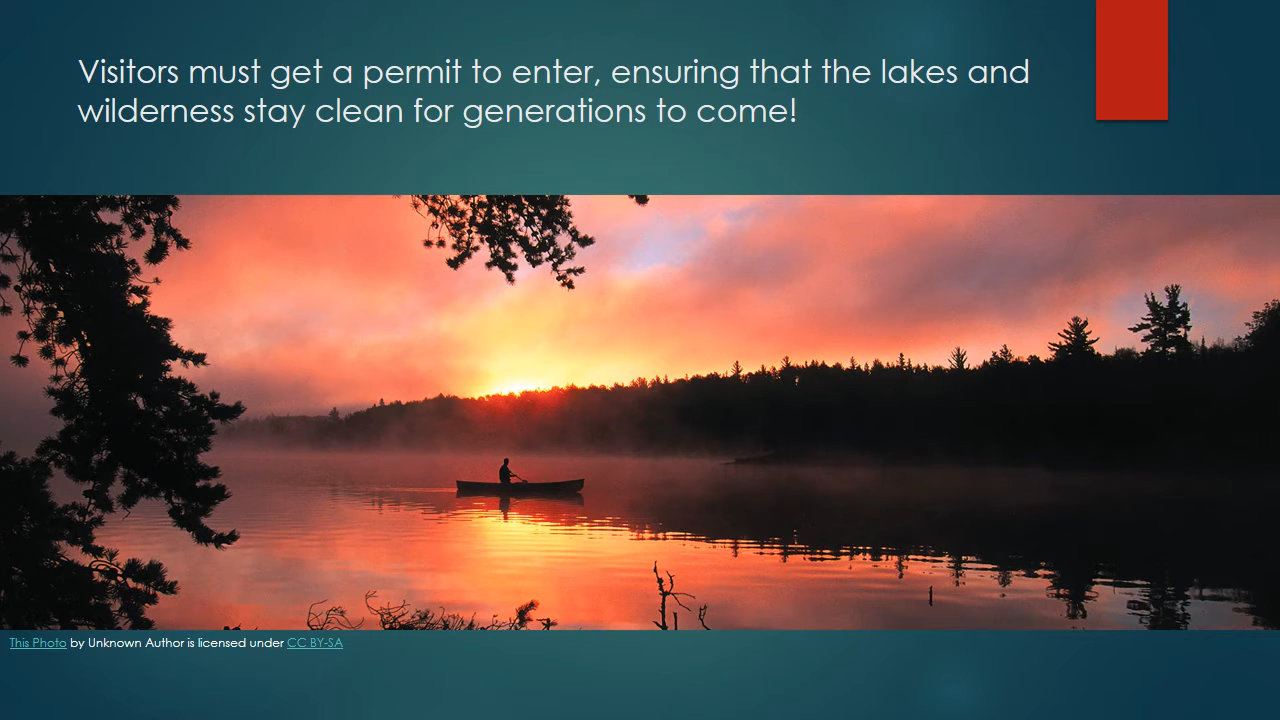 Visitors must get a permit to enter, ensuring that the lakes and
wilderness stay clean for generations to come!
This Photo by Unknown Author is licensed under CC BY-SA